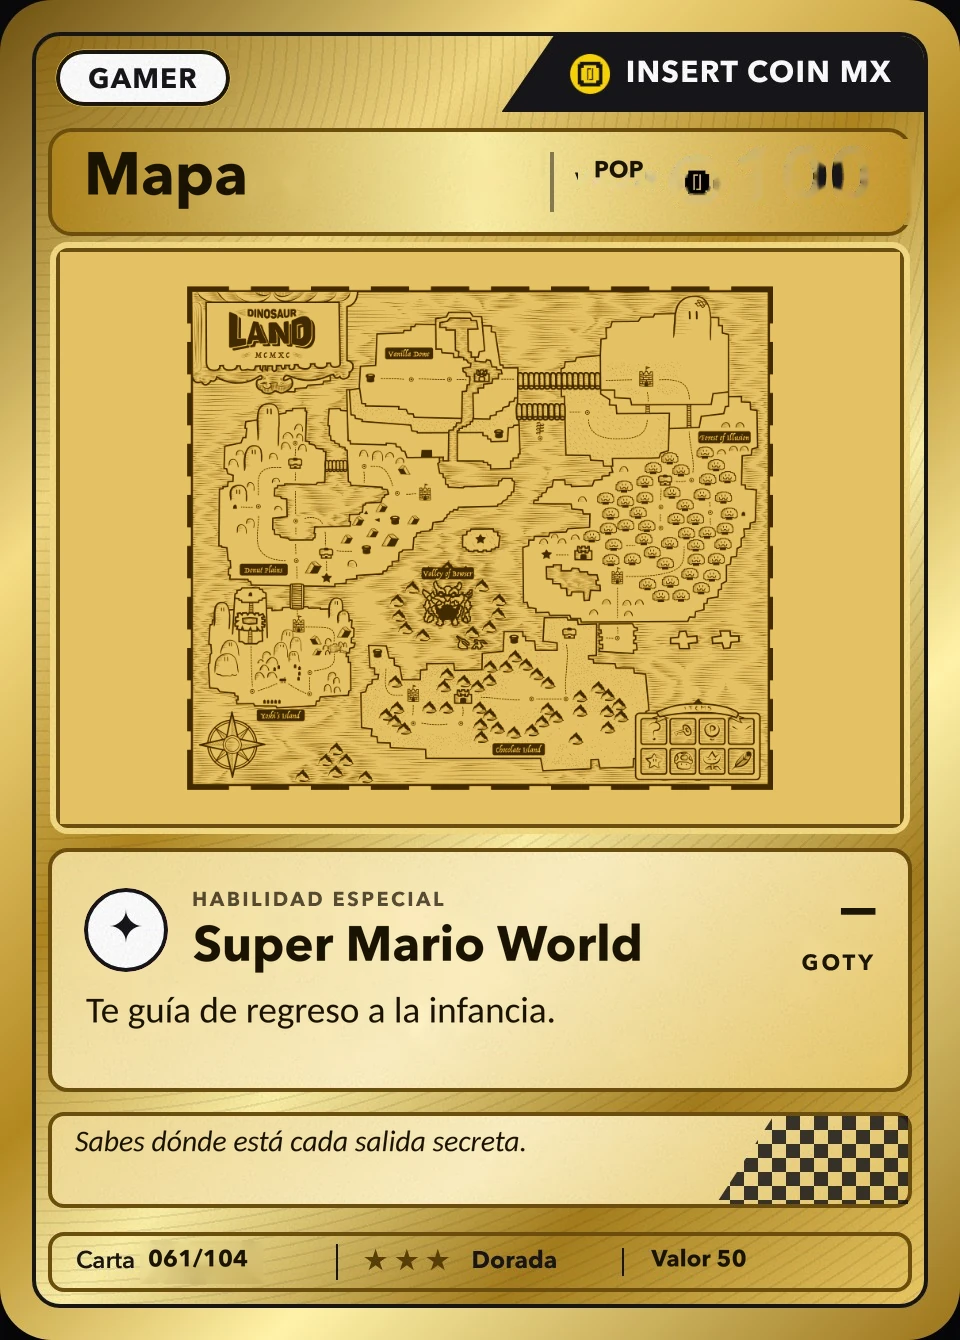 GAMER
INSERT COIN MX
Mapa
POP
DINOSAUR
LAND
MCMXC
Vanilla Dome
Forest of Illusion
Donut Plains
Valley of Bowser
Yoshi's Island
Chocolate Island
ITEMS
HABILIDAD ESPECIAL
Super Mario World
–
GOTY
Te guía de regreso a la infancia.
Sabes dónde está cada salida secreta.
Carta 061/104
★★★ Dorada
Valor 50